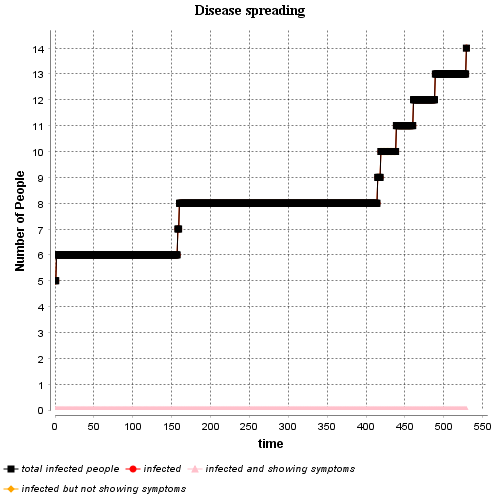 Disease spreading
14
13
12
11
10
9
8
7
6
5
4
3
2
1
0
Number of People
0 50 100 150 200 250 300 350 400 450 500 550
time
total infected people infected infected and showing symptoms
infected but not showing symptoms